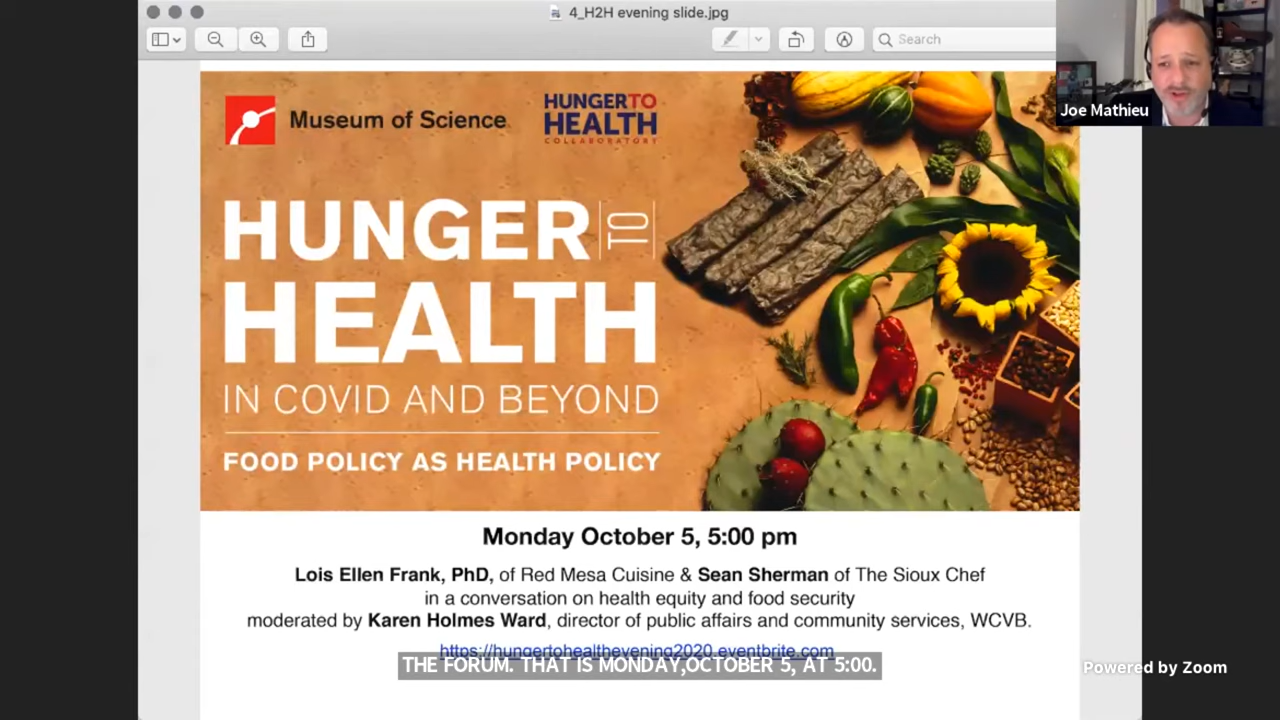 4_H2H evening slide.jpg
Search
Joe Mathieu
Museum of Science
HUNGERTO
HEALTH
COLLABORATORY
HUNGER TO
HEALTH
IN COVID AND BEYOND
FOOD POLICY AS HEALTH POLICY
Monday October 5, 5:00 pm
Lois Ellen Frank, PhD, of Red Mesa Cuisine & Sean Sherman of The Sioux Chef
in a conversation on health equity and food security
moderated by Karen Holmes Ward, director of public affairs and community services, WCVB.
https://hungertohealthevening2020.eventbrite.com
THE FORUM. THAT IS MONDAY,OCTOBER 5, AT 5:00.
Powered by Zoom